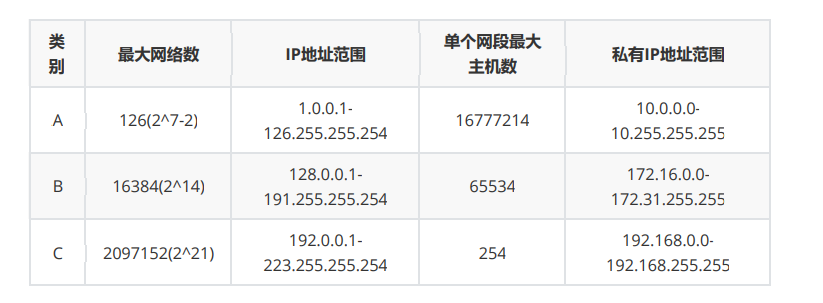 类别 最大网络数 IP地址范围 单个网段最大主机数 私有IP地址范围
A 126(2^7-2) 1.0.0.1-126.255.255.254 16777214 10.0.0.0-10.255.255.255
B 16384(2^14) 128.0.0.1-191.255.255.254 65534 172.16.0.0-172.31.255.255
C 2097152(2^21) 192.0.0.1-223.255.255.254 254 192.168.0.0-192.168.255.255